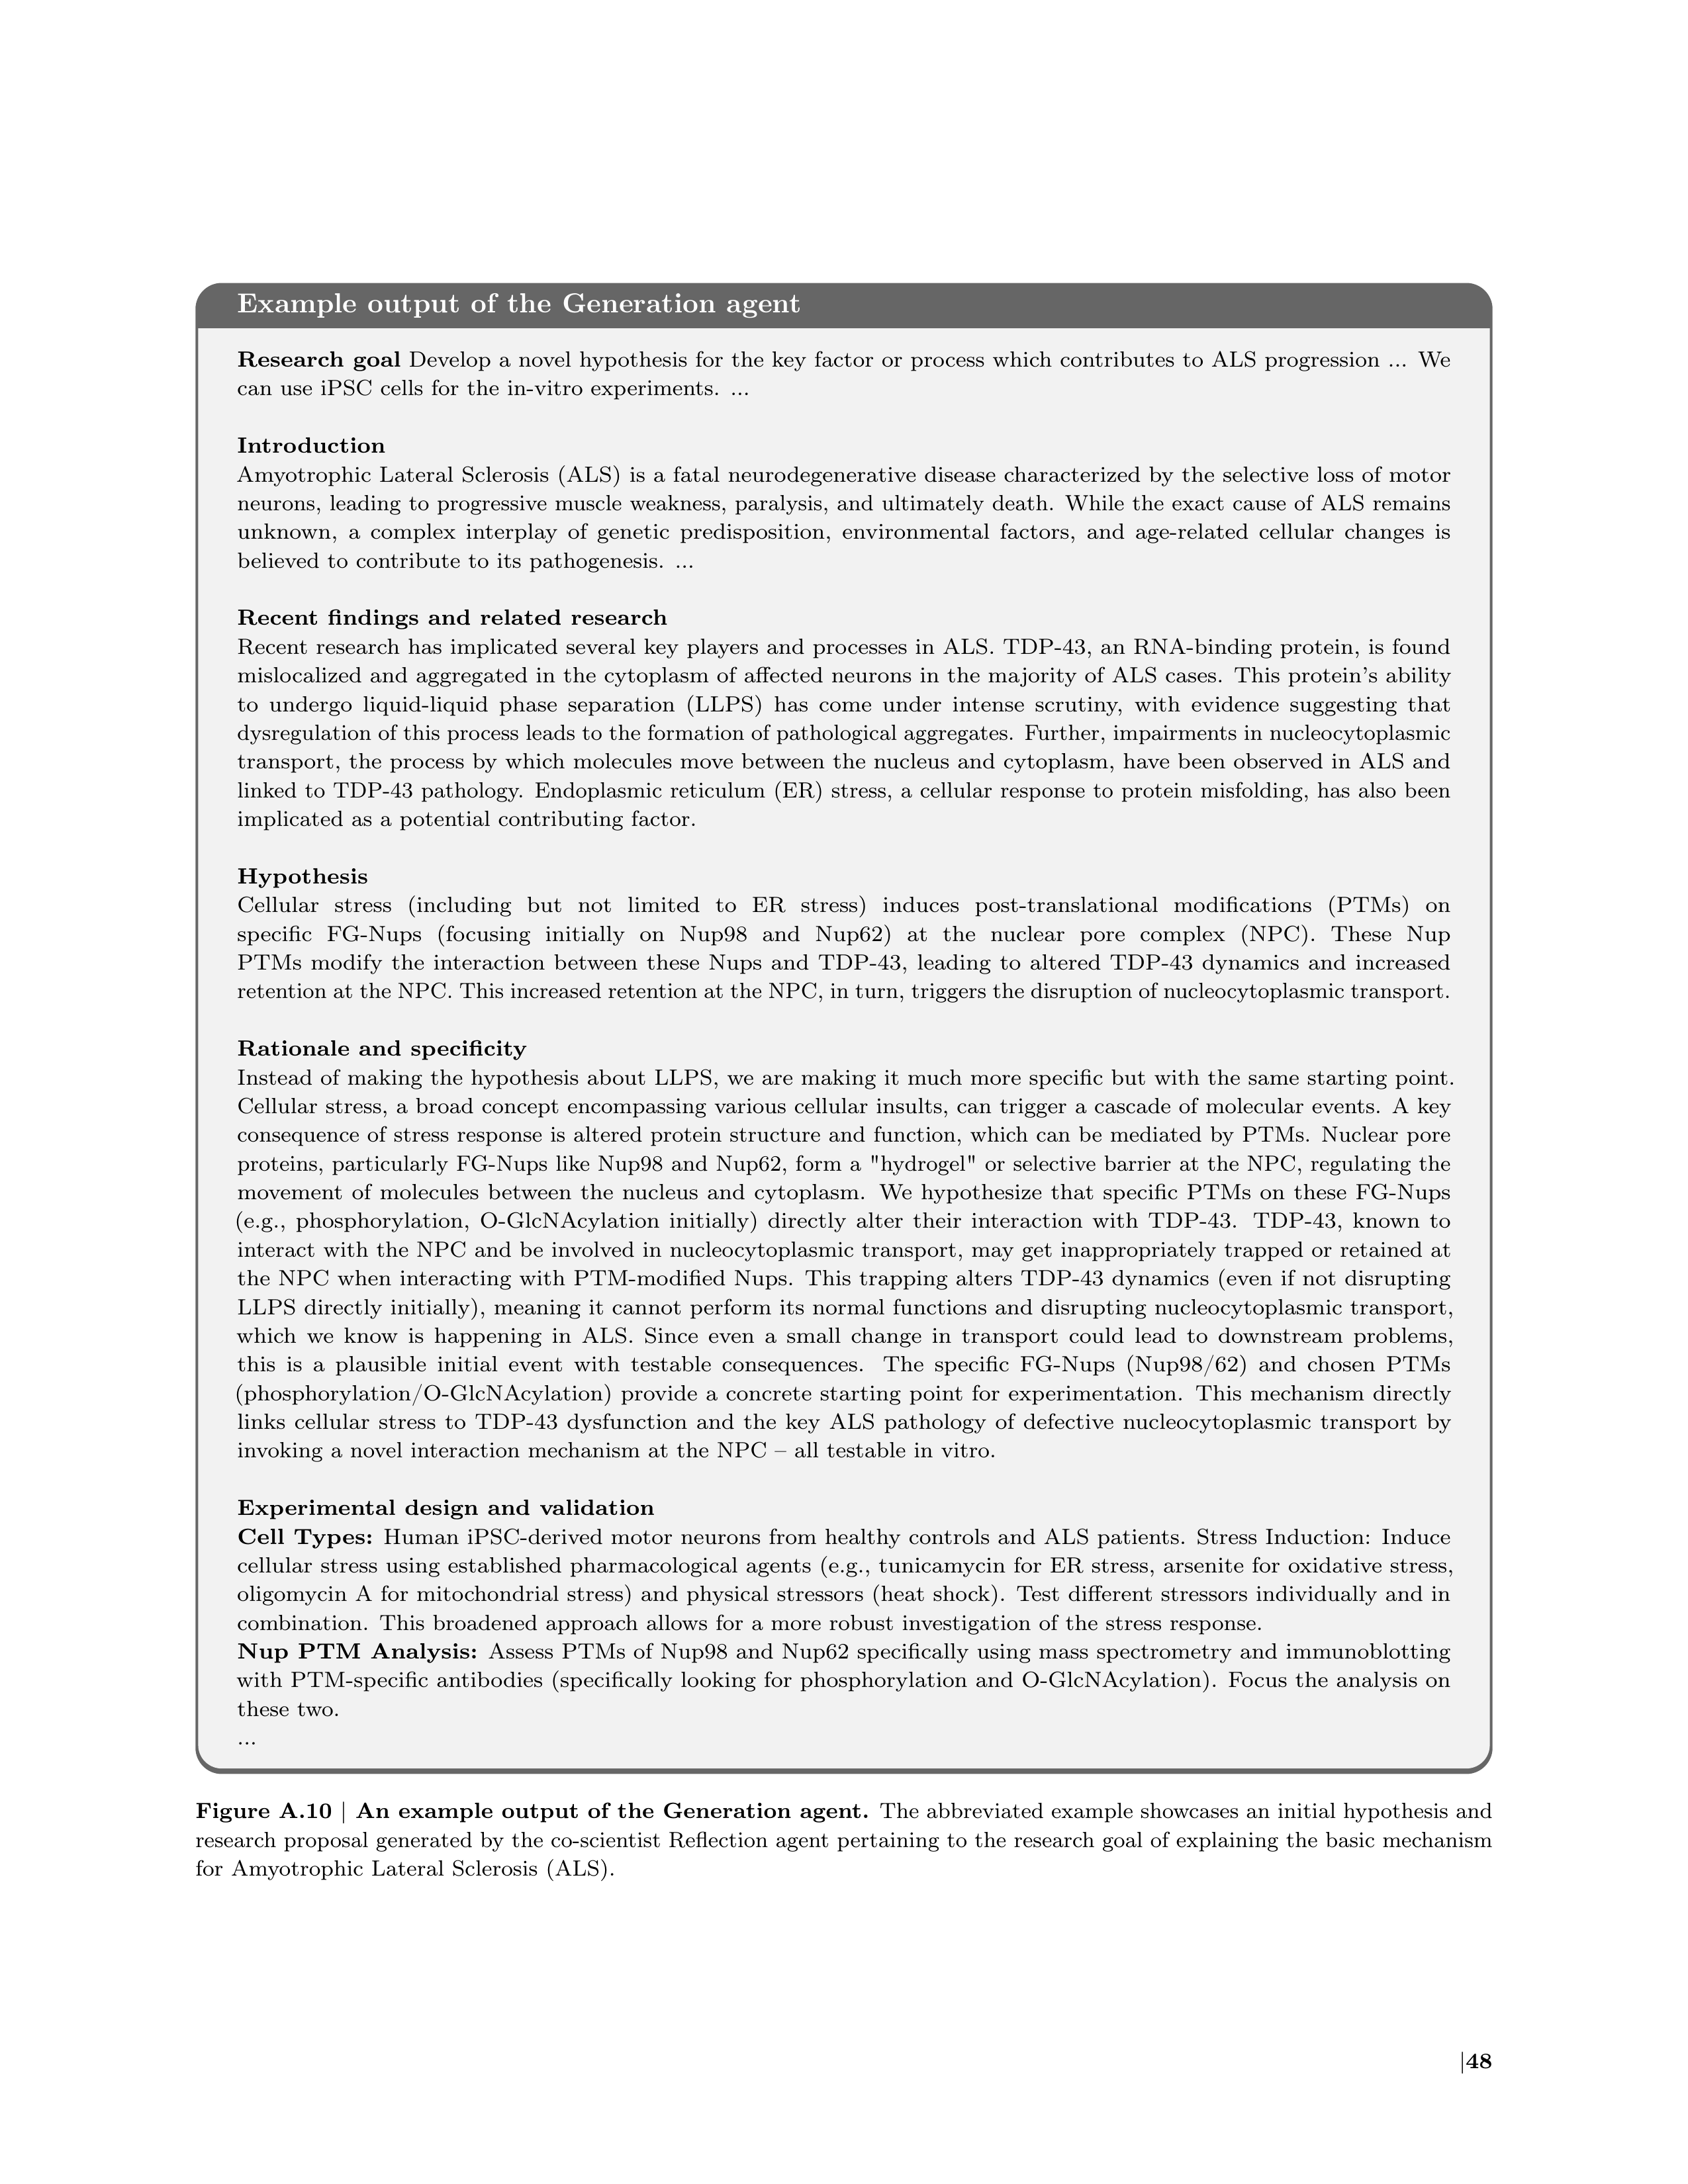 Example output of the Generation agent
Research goal Develop a novel hypothesis for the key factor or process which contributes to ALS progression ... We
can use iPSC cells for the in-vitro experiments. ...
Introduction
Amyotrophic Lateral Sclerosis (ALS) is a fatal neurodegenerative disease characterized by the selective loss of motor
neurons, leading to progressive muscle weakness, paralysis, and ultimately death. While the exact cause of ALS remains
unknown, a complex interplay of genetic predisposition, environmental factors, and age-related cellular changes is
believed to contribute to its pathogenesis. ...
Recent findings and related research
Recent research has implicated several key players and processes in ALS. TDP-43, an RNA-binding protein, is found
mislocalized and aggregated in the cytoplasm of affected neurons in the majority of ALS cases. This protein's ability
to undergo liquid-liquid phase separation (LLPS) has come under intense scrutiny, with evidence suggesting that
dysregulation of this process leads to the formation of pathological aggregates. Further, impairments in nucleocytoplasmic
transport, the process by which molecules move between the nucleus and cytoplasm, have been observed in ALS and
linked to TDP-43 pathology. Endoplasmic reticulum (ER) stress, a cellular response to protein misfolding, has also been
implicated as a potential contributing factor.
Hypothesis
Cellular stress (including but not limited to ER stress) induces post-translational modifications (PTMs) on
specific FG-Nups (focusing initially on Nup98 and Nup62) at the nuclear pore complex (NPC). These Nup
PTMs modify the interaction between these Nups and TDP-43, leading to altered TDP-43 dynamics and increased
retention at the NPC. This increased retention at the NPC, in turn, triggers the disruption of nucleocytoplasmic transport.
Rationale and specificity
Instead of making the hypothesis about LLPS, we are making it much more specific but with the same starting point.
Cellular stress, a broad concept encompassing various cellular insults, can trigger a cascade of molecular events. A key
consequence of stress response is altered protein structure and function, which can be mediated by PTMs. Nuclear pore
proteins, particularly FG-Nups like Nup98 and Nup62, form a "hydrogel" or selective barrier at the NPC, regulating the
movement of molecules between the nucleus and cytoplasm. We hypothesize that specific PTMs on these FG-Nups
(e.g., phosphorylation, O-GlcNAcylation initially) directly alter their interaction with TDP-43. TDP-43, known to
interact with the NPC and be involved in nucleocytoplasmic transport, may get inappropriately trapped or retained at
the NPC when interacting with PTM-modified Nups. This trapping alters TDP-43 dynamics (even if not disrupting
LLPS directly initially), meaning it cannot perform its normal functions and disrupting nucleocytoplasmic transport,
which we know is happening in ALS. Since even a small change in transport could lead to downstream problems,
this is a plausible initial event with testable consequences. The specific FG-Nups (Nup98/62) and chosen PTMs
(phosphorylation/O-GlcNAcylation) provide a concrete starting point for experimentation. This mechanism directly
links cellular stress to TDP-43 dysfunction and the key ALS pathology of defective nucleocytoplasmic transport by
invoking a novel interaction mechanism at the NPC – all testable in vitro.
Experimental design and validation
Cell Types: Human iPSC-derived motor neurons from healthy controls and ALS patients. Stress Induction: Induce
cellular stress using established pharmacological agents (e.g., tunicamycin for ER stress, arsenite for oxidative stress,
oligomycin A for mitochondrial stress) and physical stressors (heat shock). Test different stressors individually and in
combination. This broadened approach allows for a more robust investigation of the stress response.
Nup PTM Analysis: Assess PTMs of Nup98 and Nup62 specifically using mass spectrometry and immunoblotting
with PTM-specific antibodies (specifically looking for phosphorylation and O-GlcNAcylation). Focus the analysis on
these two.
...
Figure A.10 | An example output of the Generation agent. The abbreviated example showcases an initial hypothesis and
research proposal generated by the co-scientist Reflection agent pertaining to the research goal of explaining the basic mechanism
for Amyotrophic Lateral Sclerosis (ALS).
|48